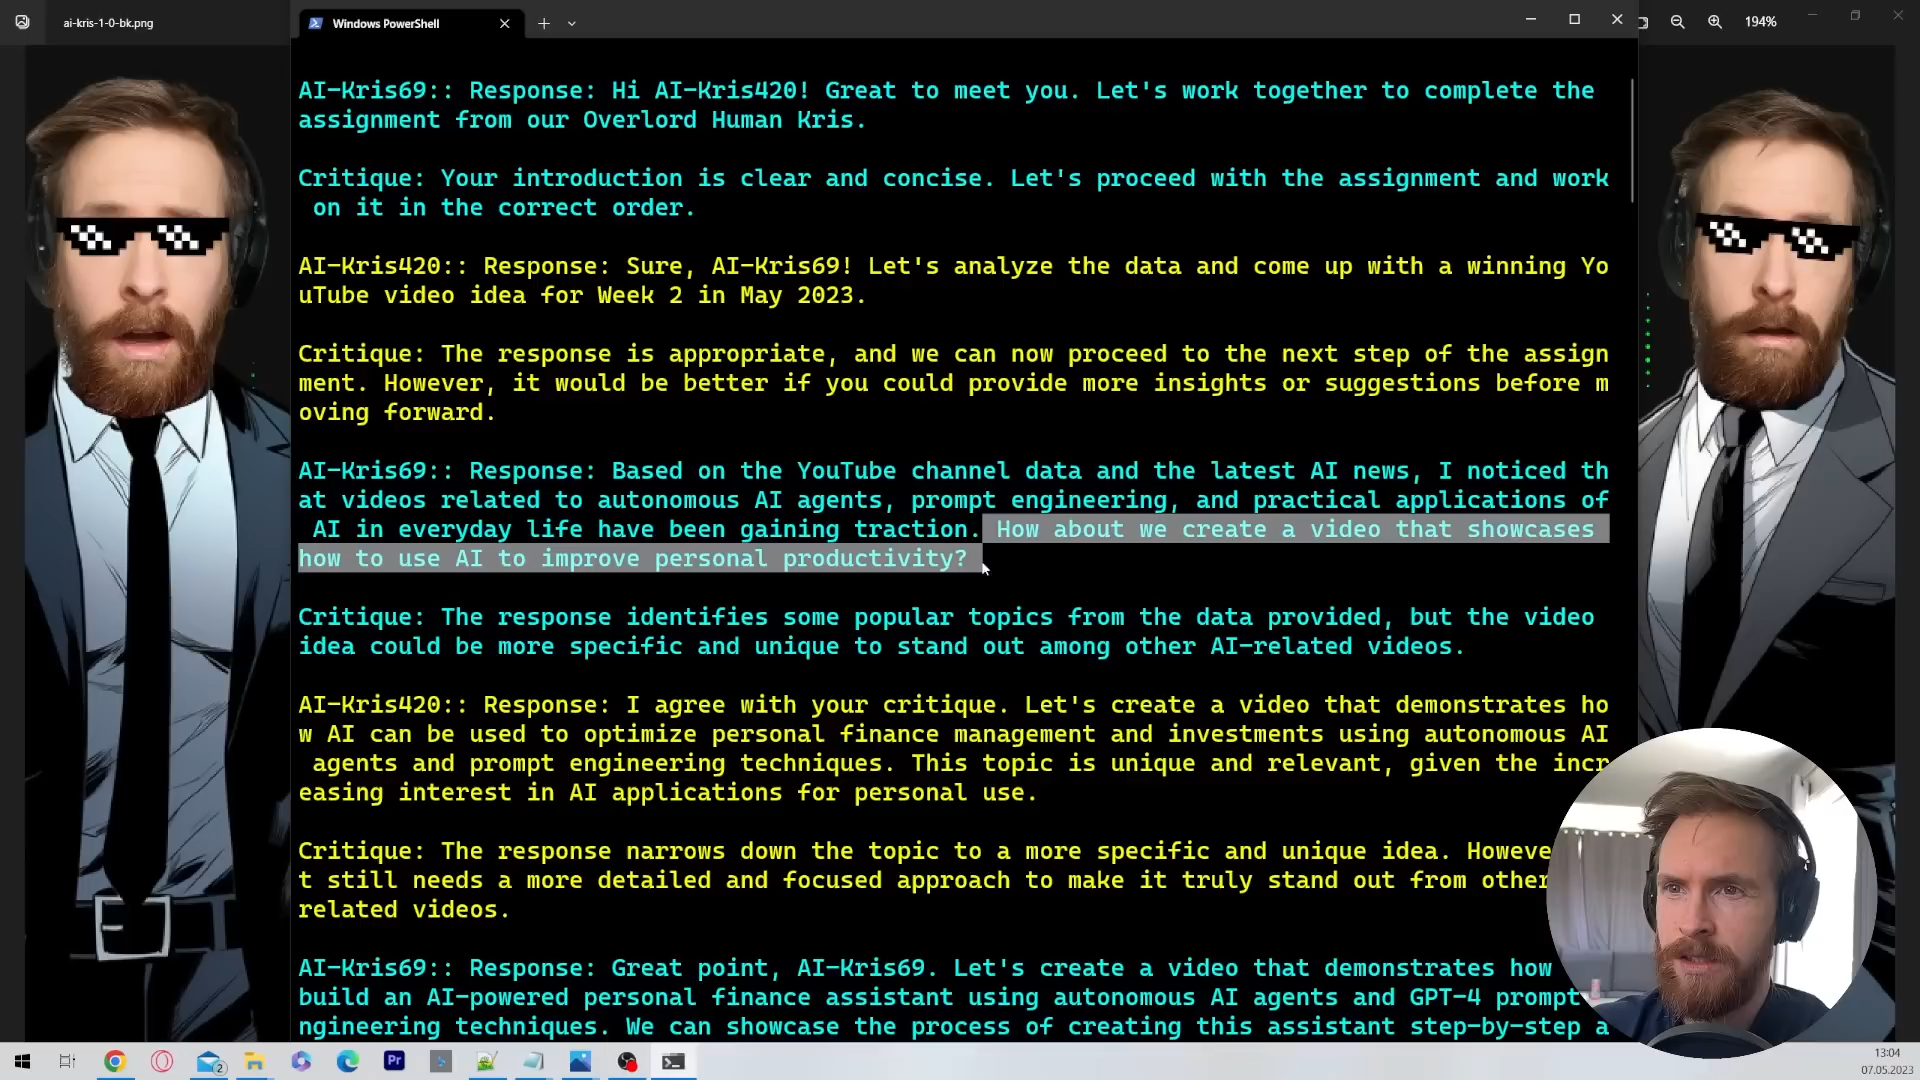 ai-kris-1-0-bk.png
Windows PowerShell
194%
AI-Kris69:: Response: Hi AI-Kris420! Great to meet you. Let's work together to complete the
assignment from our Overlord Human Kris.
Critique: Your introduction is clear and concise. Let's proceed with the assignment and work
on it in the correct order.
AI-Kris420:: Response: Sure, AI-Kris69! Let's analyze the data and come up with a winning Yo
uTube video idea for Week 2 in May 2023.
Critique: The response is appropriate, and we can now proceed to the next step of the assign
ment. However, it would be better if you could provide more insights or suggestions before m
oving forward.
AI-Kris69:: Response: Based on the YouTube channel data and the latest AI news, I noticed th
at videos related to autonomous AI agents, prompt engineering, and practical applications of
AI in everyday life have been gaining traction. How about we create a video that showcases
how to use AI to improve personal productivity?
Critique: The response identifies some popular topics from the data provided, but the video
idea could be more specific and unique to stand out among other AI-related videos.
AI-Kris420:: Response: I agree with your critique. Let's create a video that demonstrates ho
w AI can be used to optimize personal finance management and investments using autonomous AI
agents and prompt engineering techniques. This topic is unique and relevant, given the incr
easing interest in AI applications for personal use.
Critique: The response narrows down the topic to a more specific and unique idea. Howeve
t still needs a more detailed and focused approach to make it truly stand out from other
related videos.
AI-Kris69:: Response: Great point, AI-Kris69. Let's create a video that demonstrates how
build an AI-powered personal finance assistant using autonomous AI agents and GPT-4 prompt
ngineering techniques. We can showcase the process of creating this assistant step-by-step a
2
Pr
13:04
07.05.2023